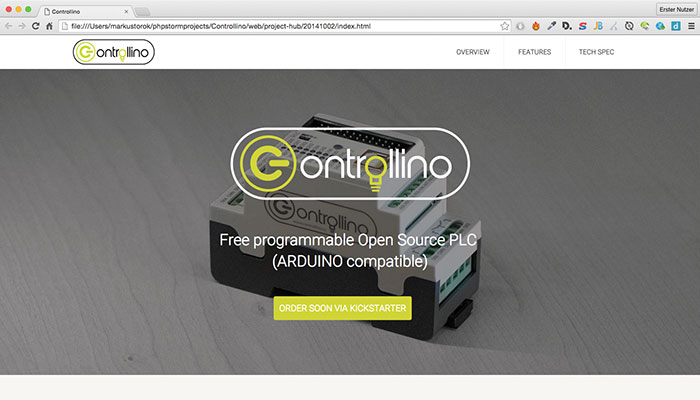 Controllino
Erster Nutzer
file:///Users/markustorok/phpstormprojects/Controllino/web/project-hub/20141002/index.html
Controllino
OVERVIEW
FEATURES
TECH SPEC
Controllino
Controllino
Free programmable Open Source PLC
(ARDUINO compatible)
ORDER SOON VIA KICKSTARTER